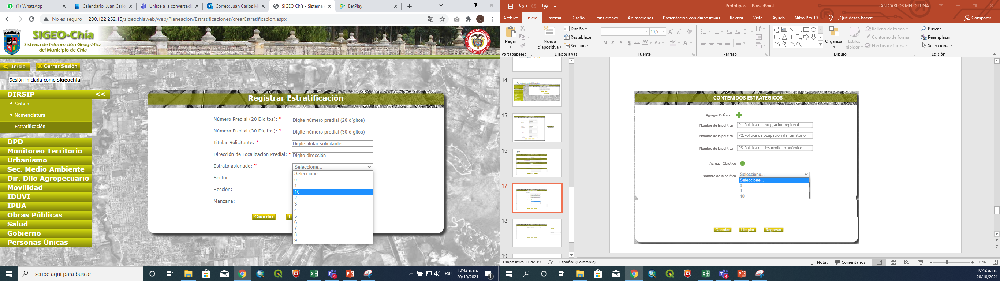 (1) WhatsApp
Calendario: Juan Carlo
Unirse a la conversaci
Correo: Juan Carlos M
SIGEO Chía - Sistema
BetPlay
No es seguro
200.122.252.15/sigeochiaweb/web/Planeacion/Estratificaciones/crearEstratificacion.aspx
J
SIGEO-Chía
Sistema de Información Geográfica
del Municipio de Chía
REPUBLICA DE COLOMBIA
LIBERTAD Y ORDEN
< Inicio
X Cerrar Sesión
Sesión iniciada como sigeochia
DIRSIP <<
• Sisben
• Nomenclatura
Estratificación
DPD
Monitoreo Territorio
Urbanismo
Sec. Medio Ambiente
Dir. Dllo Agropecuario
Movilidad
IDUVI
IPUA
Obras Públicas
Salud
Gobierno
Personas Únicas
Registrar Estratificación
Número Predial (20 Dígitos): * Digite número predial (20 dígitos)
Número Predial (30 Dígitos): * Digite número predial (30 dígitos)
Titular Solicitante: * Digite titular solicitante
Dirección de Localización Predial: * Digite dirección
Estrato asignado: * Seleccione...
Seleccione...
0
1
10
2
3
4
5
6
7
8
9
Sector:
Sección:
Manzana:
Guardar
Escribe aquí para buscar
4
ESP
10:42 a. m.
20/10/2021
1
Prototipos - PowerPoint
JUAN CARLOS MELO LUNA
Archivo Inicio Insertar Diseño Transiciones Animaciones Presentación con diapositivas Revisar Vista Ayuda Nitro Pro 10 ¿Qué desea hacer? Compartir
Pegar
Portapapeles
Nueva
diapositiva
Diseño
Restablecer
Sección
Diapositivas
10,5
N K S S abc AV Aa
A
Fuente
Párrafo
Organizar
Estilos
rápidos
Relleno de forma
Contorno de forma
Efectos de forma
Dibujo
Buscar
Reemplazar
Seleccionar
Edición
14
Formulario estratificación
15
16
POT
17
18
19
CONTENIDOS ESTRATÉGICOS
Agregar Política
Nombre de la política P1.Politica de integración regional
Nombre de la política P2.Politica de ocupación del territorio
Nombre de la política P3.Politica de desarrollo económico
Agregar Objetivo
Nombre de la política Seleccione...
Seleccione...
0
1
10
Guardar Limpiar Regresar
Diapositiva 17 de 19
Español (Colombia)
Notas
Comentarios
75%
4
10:42 a. m.
20/10/2021